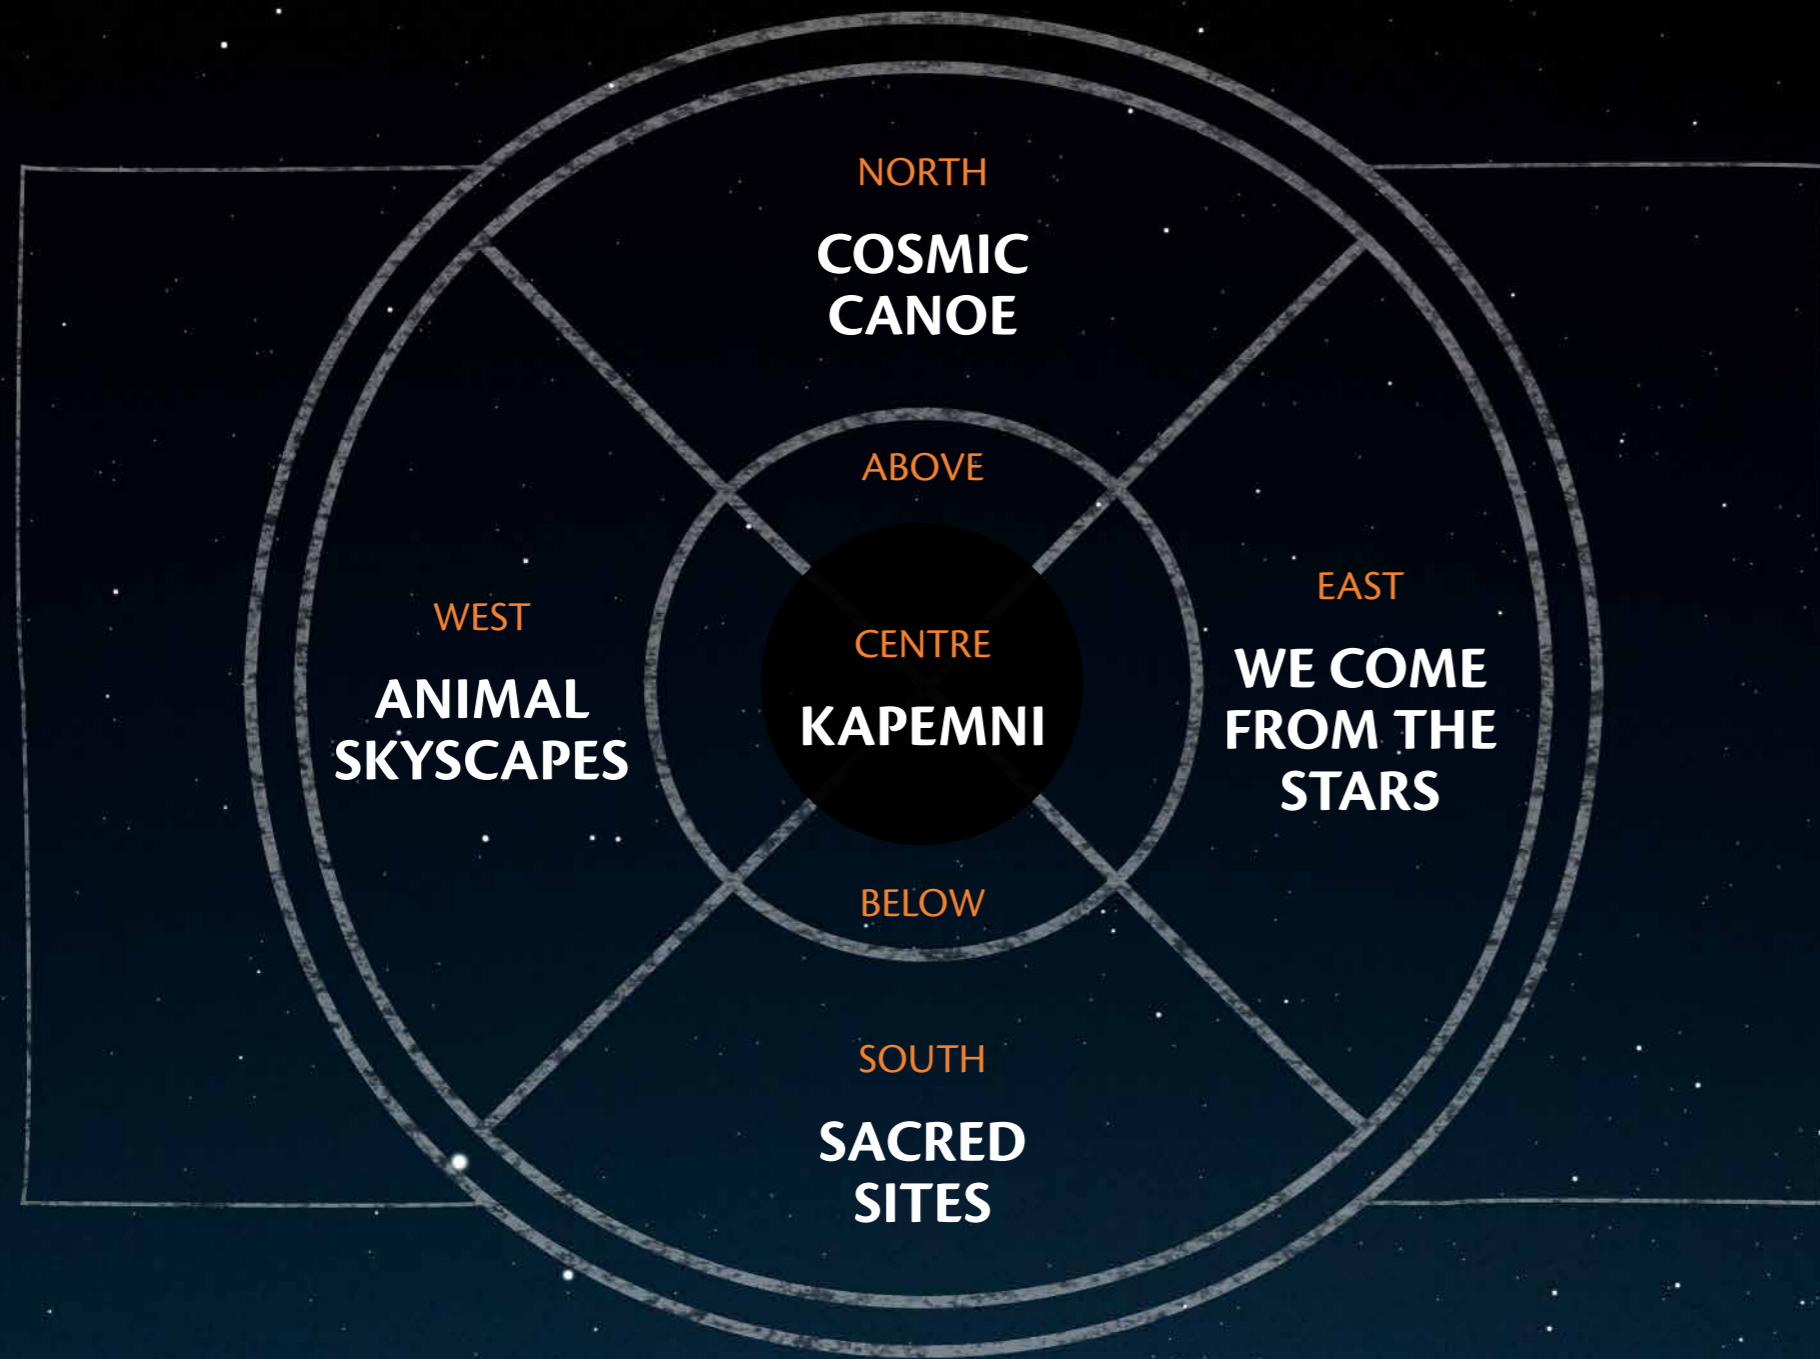 NORTH
COSMIC
CANOE
ABOVE
WEST
ANIMAL
SKYSCAPES
CENTRE
KAPEMNI
EAST
WE COME
FROM THE
STARS
BELOW
SOUTH
SACRED
SITES